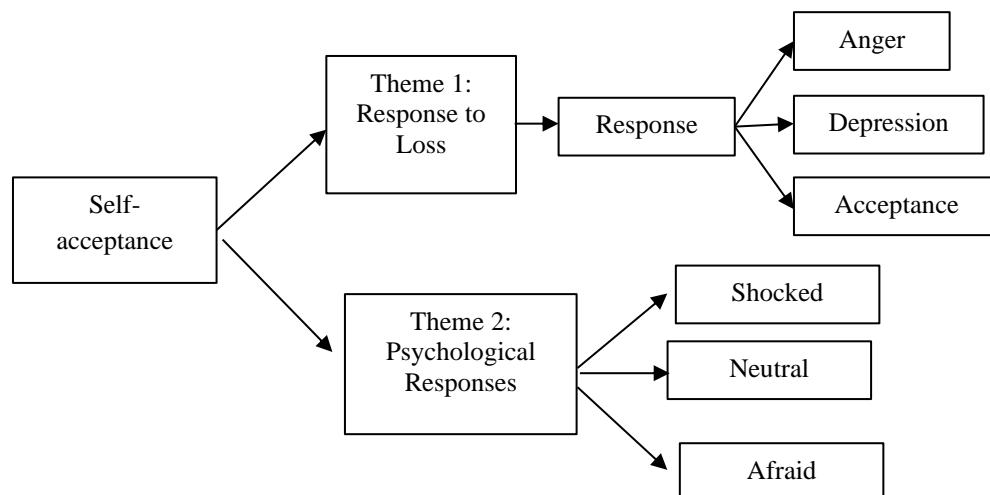 Self-
acceptance
Theme 1:
Response to
Loss
Response
Anger
Depression
Acceptance
Theme 2:
Psychological
Responses
Shocked
Neutral
Afraid